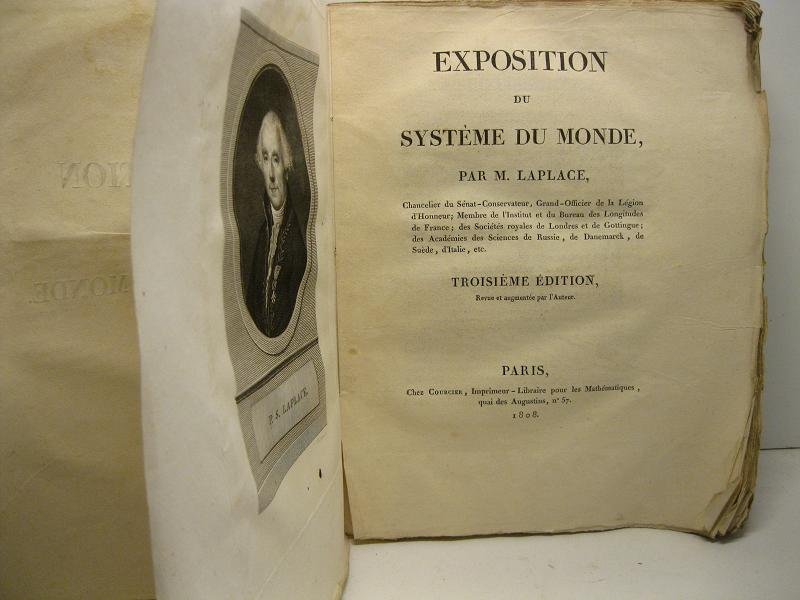 P. S. LAPLACE.
EXPOSITION
DU
SYSTÈME DU MONDE,
PAR M. LAPLACE,
Chancelier du Sénat-Conservateur, Grand-Officier de la Légion
d'Honneur; Membre de l'Institut et du Bureau des Longitudes
de France; des Sociétés royales de Londres et de Gottingue;
des Académies des Sciences de Russie, de Danemarck, de
Suède, d'Italie, etc.
TROISIÈME ÉDITION,
Revue et augmentée par l'Auteur.
PARIS,
Chez COURCIER, Imprimeur-Libraire pour les Mathématiques,
quai des Augustins, n° 57.
1808.